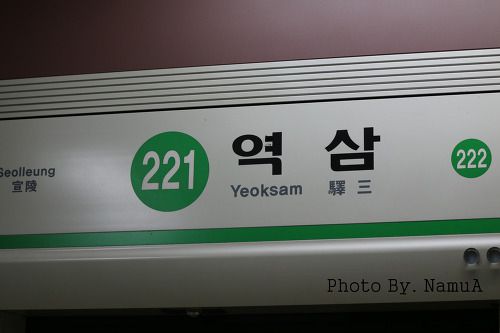 Seolleung
宣陵
221
역삼
Yeoksam 驛三
222
Photo By. NamuA